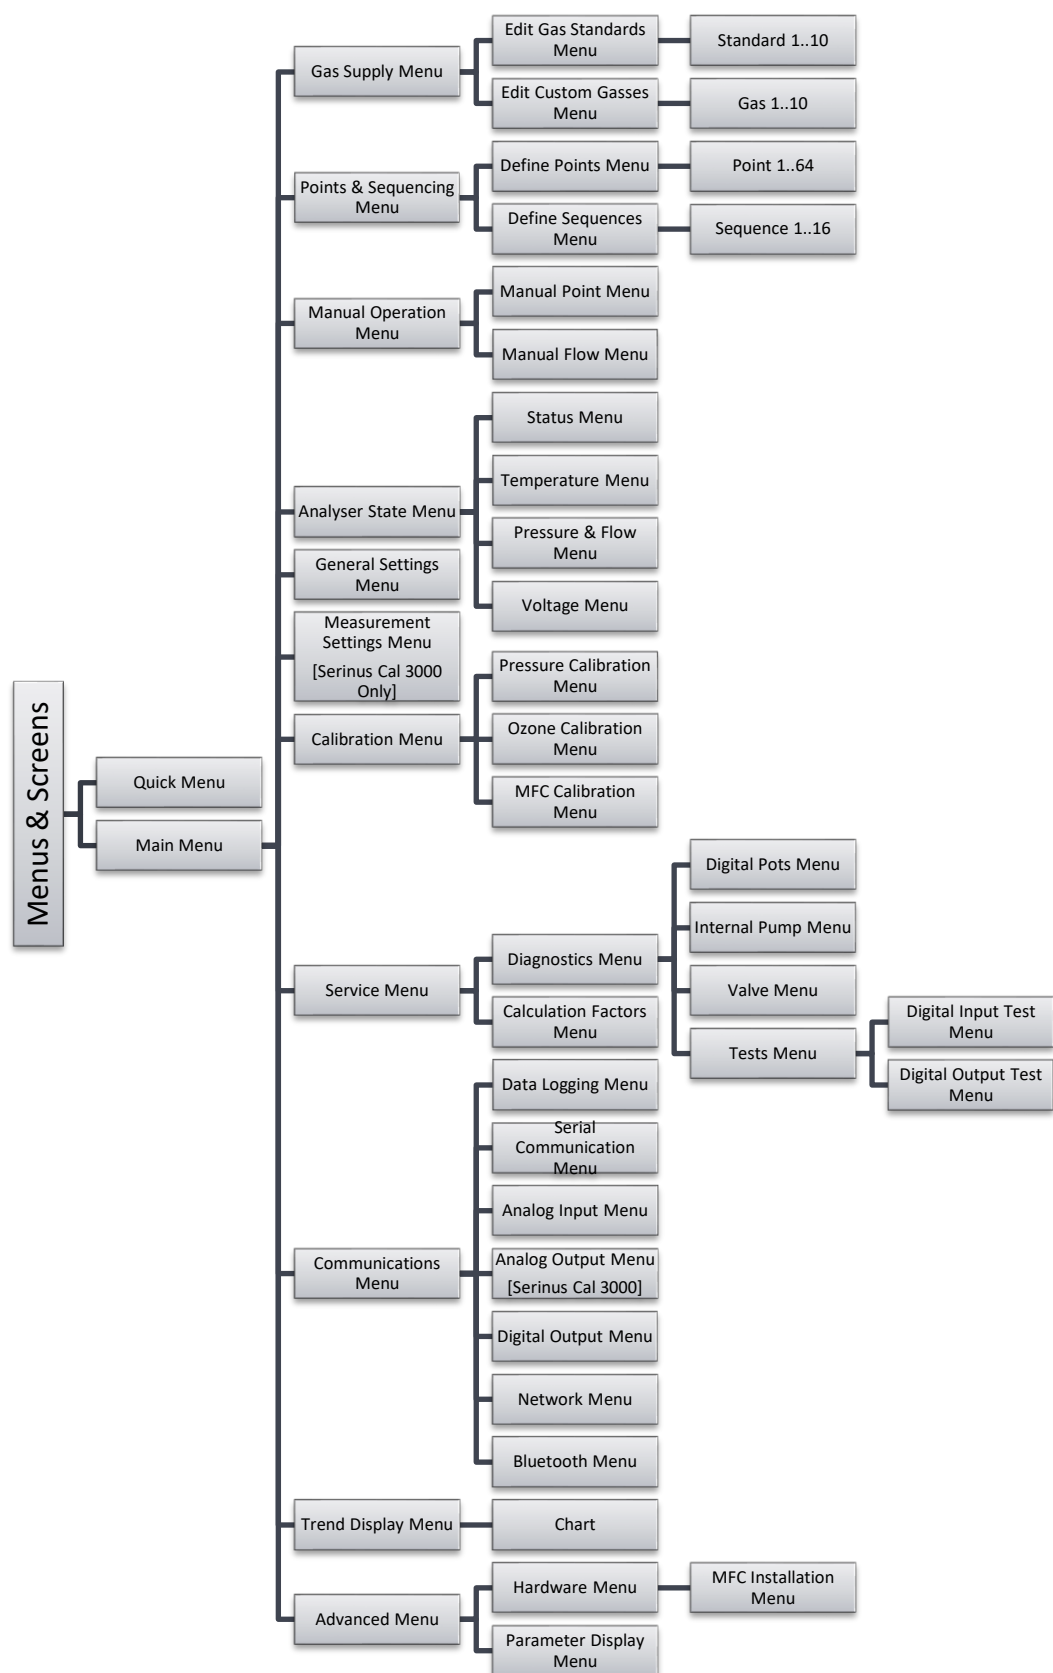 Menus & Screens
Quick Menu
Main Menu
Gas Supply Menu
Edit Gas Standards
Menu
Standard 1..10
Edit Custom Gasses
Menu
Gas 1..10
Points & Sequencing
Menu
Define Points Menu
Point 1..64
Define Sequences
Menu
Sequence 1..16
Manual Operation
Menu
Manual Point Menu
Manual Flow Menu
Analyser State Menu
Status Menu
Temperature Menu
Pressure & Flow
Menu
Voltage Menu
General Settings
Menu
Measurement
Settings Menu
[Serinus Cal 3000
Only]
Calibration Menu
Pressure Calibration
Menu
Ozone Calibration
Menu
MFC Calibration
Menu
Service Menu
Diagnostics Menu
Digital Pots Menu
Internal Pump Menu
Valve Menu
Tests Menu
Digital Input Test
Menu
Digital Output Test
Menu
Calculation Factors
Menu
Communications
Menu
Data Logging Menu
Serial
Communication
Menu
Analog Input Menu
Analog Output Menu
[Serinus Cal 3000]
Digital Output Menu
Network Menu
Bluetooth Menu
Trend Display Menu
Chart
Advanced Menu
Hardware Menu
MFC Installation
Menu
Parameter Display
Menu